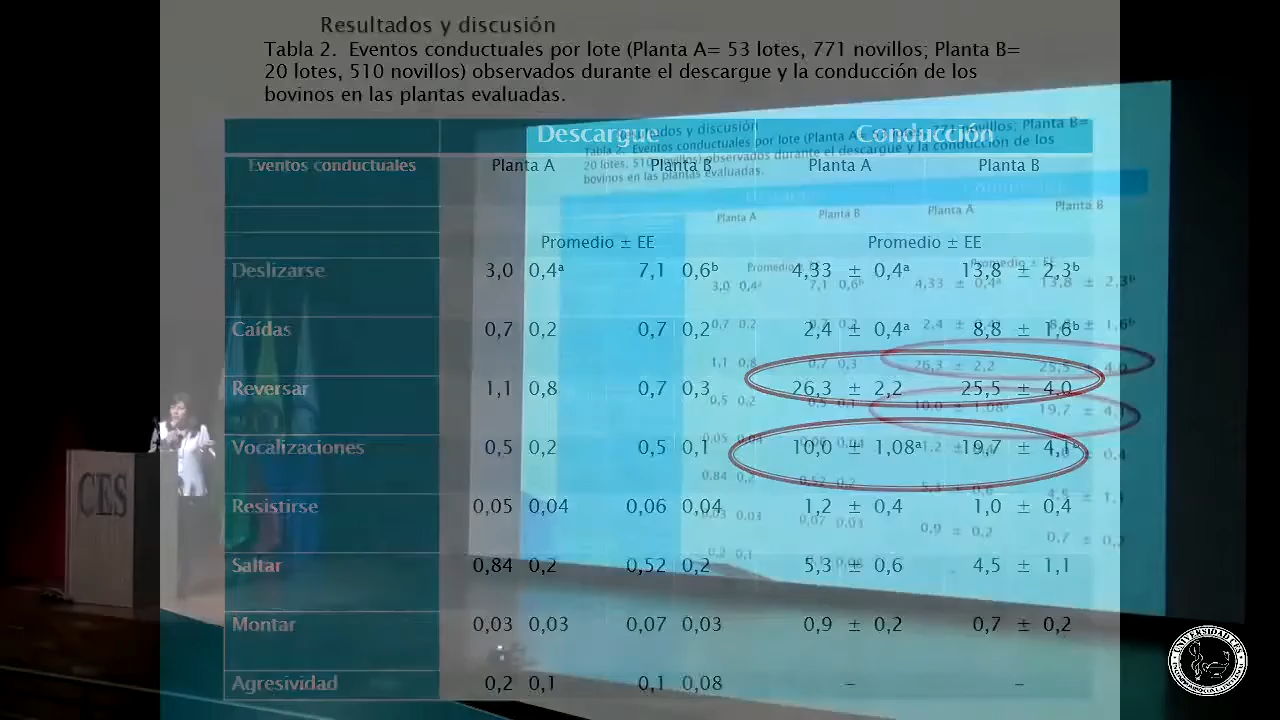 Resultados y discusión
Tabla 2. Eventos conductuales por lote (Planta A= 53 lotes, 771 novillos; Planta B=
20 lotes, 510 novillos) observados durante el descargue y la conducción de los
bovinos en las plantas evaluadas.
Descargue Conducción
Eventos conductuales Planta A Planta B Planta A Planta B
Promedio ± EE Promedio ± EE
Deslizarse 3,0 0,4ᵃ 7,1 0,6ᵇ 4,33 ± 0,4ᵃ 13,8 ± 2,3ᵇ
Caídas 0,7 0,2 0,7 0,2 2,4 ± 0,4ᵃ 8,8 ± 1,6ᵇ
Reversar 1,1 0,8 0,7 0,3 26,3 ± 2,2 25,5 ± 4,0
Vocalizaciones 0,5 0,2 0,5 0,1 10,0 ± 1,08ᵃ 19,7 ± 4,1
Resistirse 0,05 0,04 0,06 0,04 1,2 ± 0,4 1,0 ± 0,4
Saltar 0,84 0,2 0,52 0,2 5,3 ± 0,6 4,5 ± 1,1
Montar 0,03 0,03 0,07 0,03 0,9 ± 0,2 0,7 ± 0,2
Agresividad 0,2 0,1 0,1 0,08 – –
CES